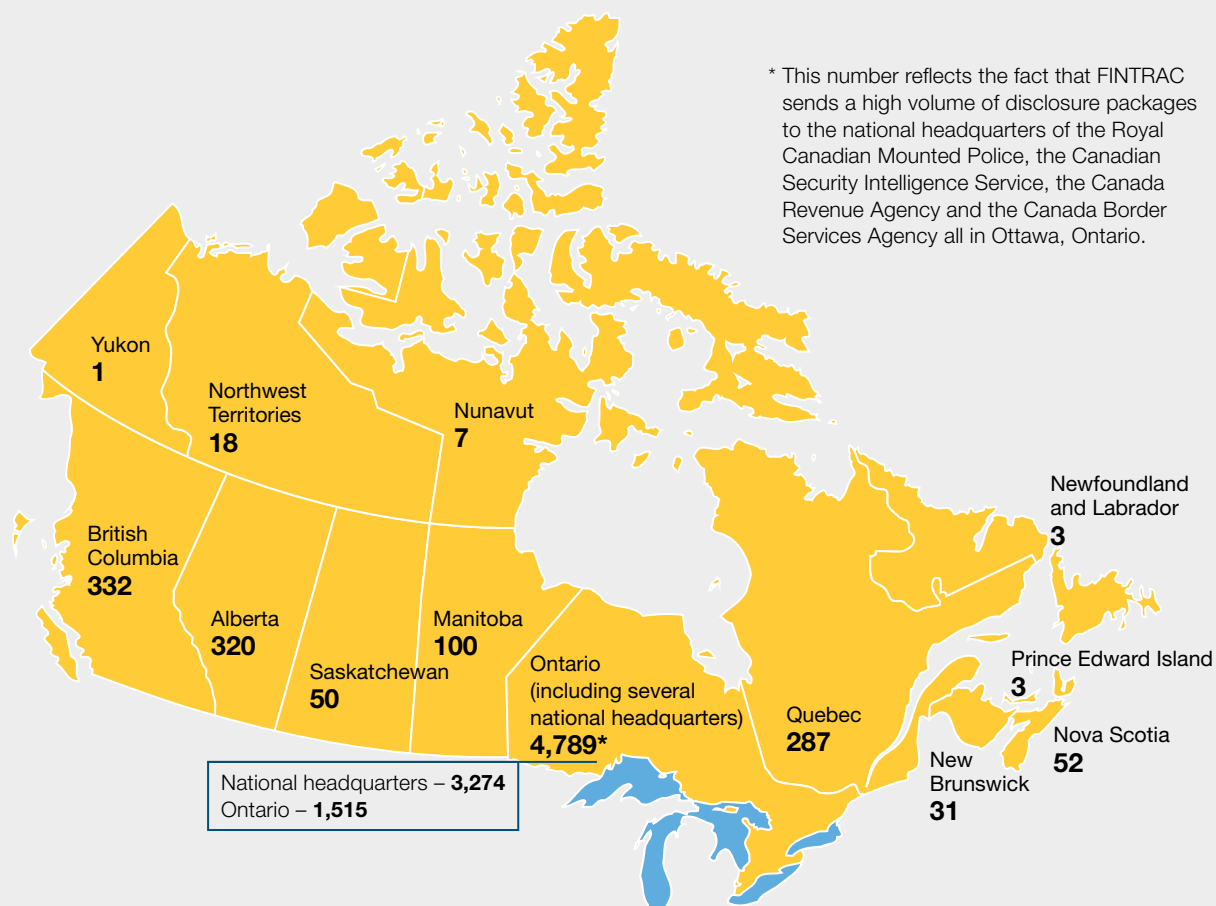 * This number reflects the fact that FINTRAC
sends a high volume of disclosure packages
to the national headquarters of the Royal
Canadian Mounted Police, the Canadian
Security Intelligence Service, the Canada
Revenue Agency and the Canada Border
Services Agency all in Ottawa, Ontario.
Yukon
1
Northwest
Territories
18
Nunavut
7
British
Columbia
332
Alberta
320
Saskatchewan
50
Manitoba
100
Ontario
(including several
national headquarters)
4,789*
National headquarters – 3,274
Ontario – 1,515
Quebec
287
Newfoundland
and Labrador
3
Prince Edward Island
3
Nova Scotia
52
New
Brunswick
31